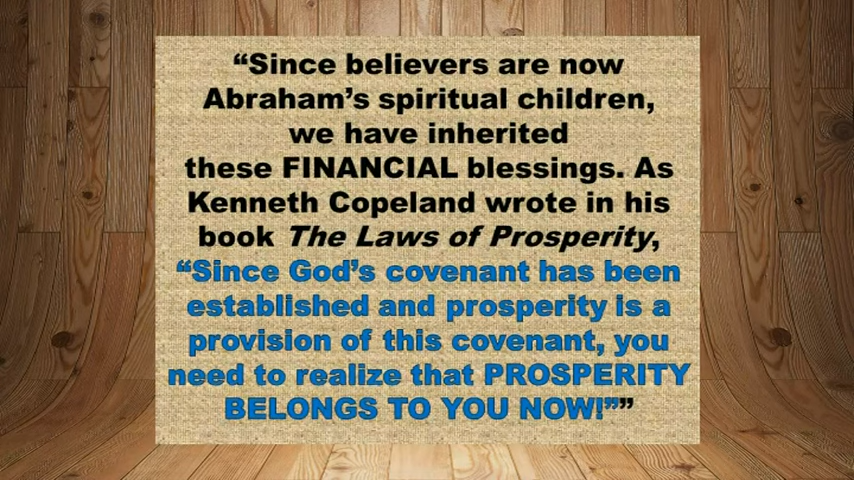 “Since believers are now
Abraham’s spiritual children,
we have inherited
these FINANCIAL blessings. As
Kenneth Copeland wrote in his
book The Laws of Prosperity,
“Since God’s covenant has been
established and prosperity is a
provision of this covenant, you
need to realize that PROSPERITY
BELONGS TO YOU NOW!””